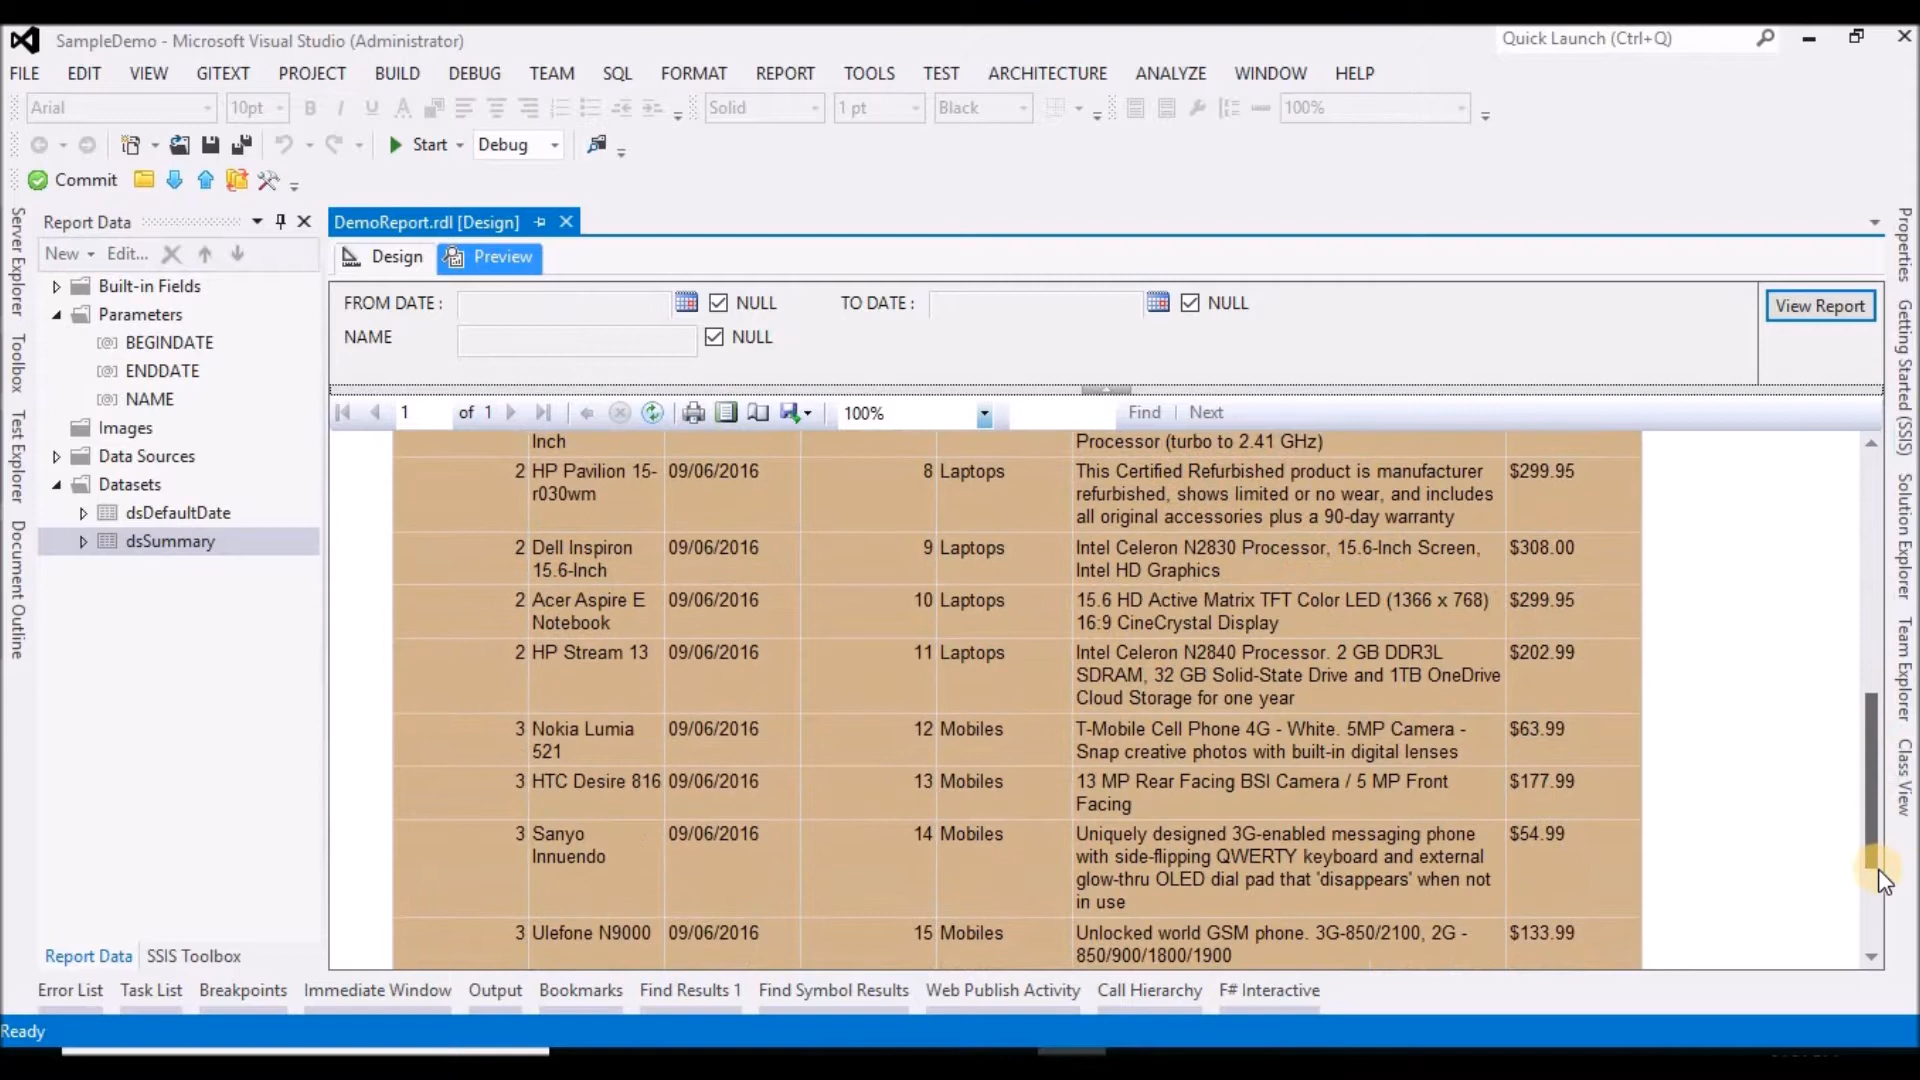 SampleDemo - Microsoft Visual Studio (Administrator)
Quick Launch (Ctrl+Q)
FILE EDIT VIEW GITEXT PROJECT BUILD DEBUG TEAM SQL FORMAT REPORT TOOLS TEST ARCHITECTURE ANALYZE WINDOW HELP
Arial 10pt B I U A Solid 1 pt Black 100%
Start Debug
Commit
Server Explorer
Toolbox
Test Explorer
Document Outline
Report Data
New Edit...
Built-in Fields
Parameters
[@] BEGINDATE
[@] ENDDATE
[@] NAME
Images
Data Sources
Datasets
dsDefaultDate
dsSummary
Report Data SSIS Toolbox
DemoReport.rdl [Design]
Design Preview
FROM DATE : NULL TO DATE : NULL
NAME NULL
View Report
1 of 1 100% Find | Next
Inch Processor (turbo to 2.41 GHz)
2 HP Pavilion 15- 09/06/2016 8 Laptops This Certified Refurbished product is manufacturer $299.95
r030wm refurbished, shows limited or no wear, and includes
all original accessories plus a 90-day warranty
2 Dell Inspiron 09/06/2016 9 Laptops Intel Celeron N2830 Processor, 15.6-Inch Screen, $308.00
15.6-Inch Intel HD Graphics
2 Acer Aspire E 09/06/2016 10 Laptops 15.6 HD Active Matrix TFT Color LED (1366 x 768) $299.95
Notebook 16:9 CineCrystal Display
2 HP Stream 13 09/06/2016 11 Laptops Intel Celeron N2840 Processor. 2 GB DDR3L $202.99
SDRAM, 32 GB Solid-State Drive and 1TB OneDrive
Cloud Storage for one year
3 Nokia Lumia 09/06/2016 12 Mobiles T-Mobile Cell Phone 4G - White. 5MP Camera - $63.99
521 Snap creative photos with built-in digital lenses
3 HTC Desire 816 09/06/2016 13 Mobiles 13 MP Rear Facing BSI Camera / 5 MP Front $177.99
Facing
3 Sanyo 09/06/2016 14 Mobiles Uniquely designed 3G-enabled messaging phone $54.99
Innuendo with side-flipping QWERTY keyboard and external
glow-thru OLED dial pad that 'disappears' when not
in use
3 Ulefone N9000 09/06/2016 15 Mobiles Unlocked world GSM phone. 3G-850/2100, 2G - $133.99
850/900/1800/1900
Properties
Getting Started (SSIS)
Solution Explorer
Team Explorer
Class View
Error List Task List Breakpoints Immediate Window Output Bookmarks Find Results 1 Find Symbol Results Web Publish Activity Call Hierarchy F# Interactive
Ready